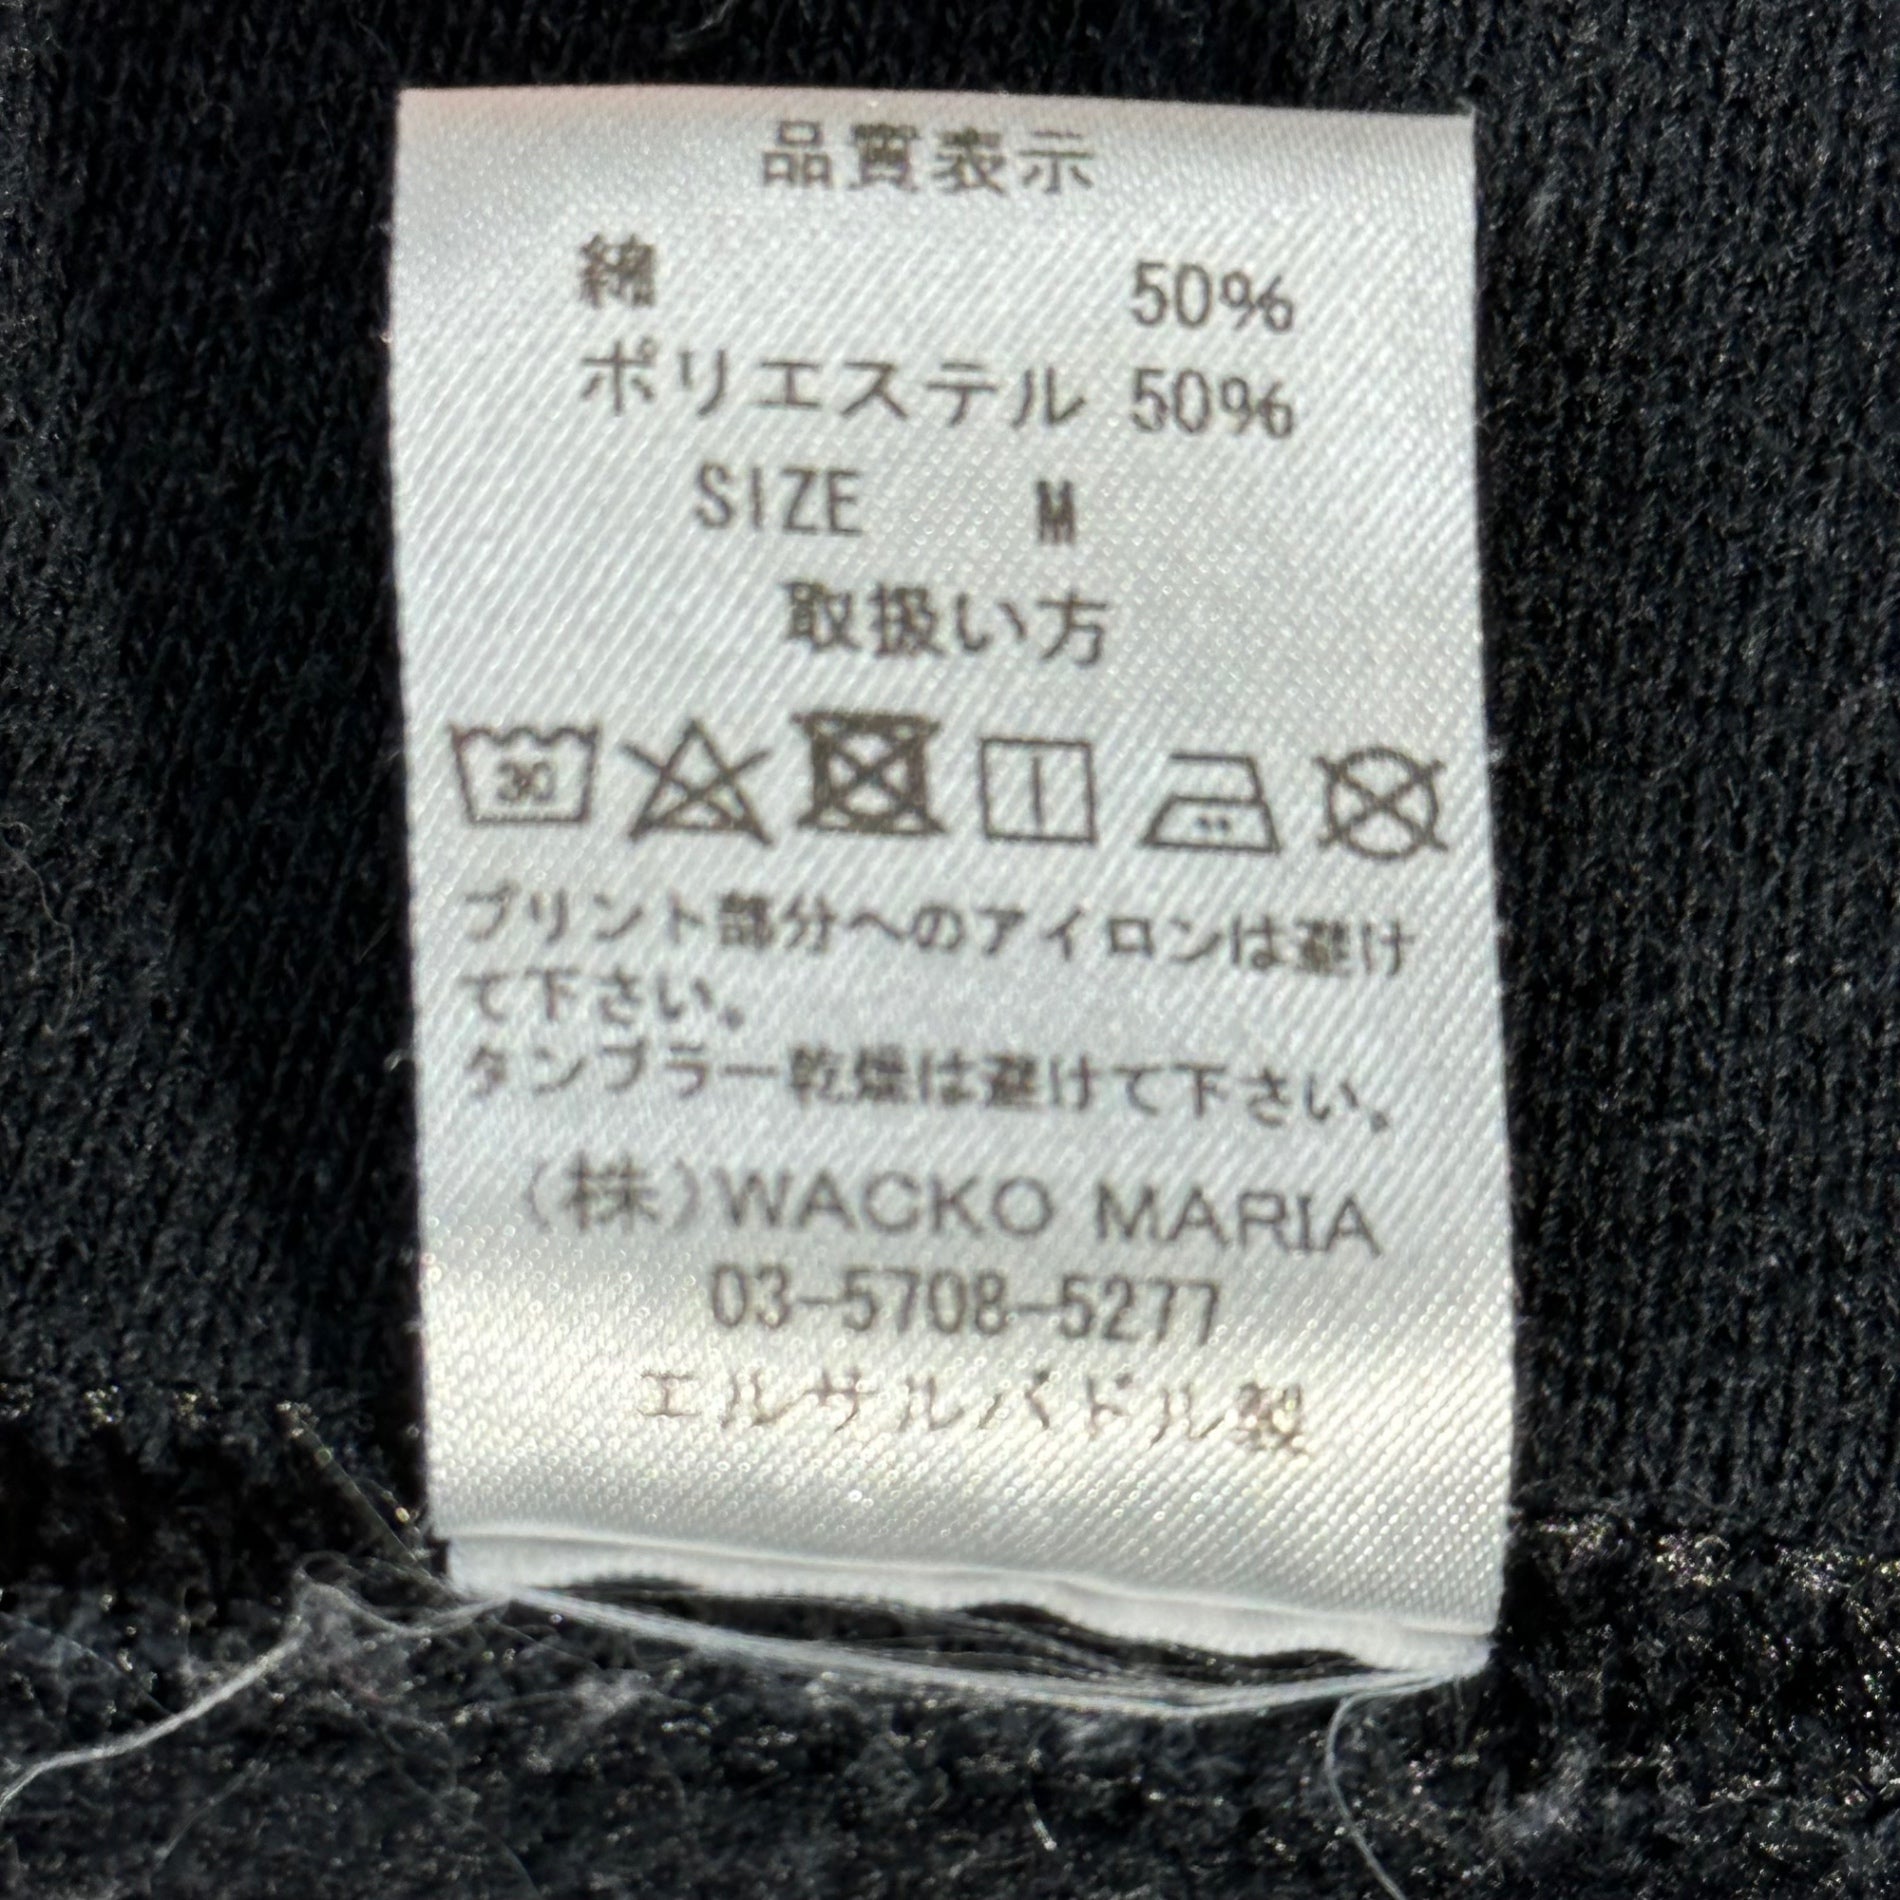 品質表示
綿 50%
ポリエステル 50%
SIZE M
取扱い方
30
プリント部分へのアイロンは避け
て下さい。
タンブラー乾燥は避けて下さい。
(株)WACKO MARIA
03-5708-5277
エルサルバドル製